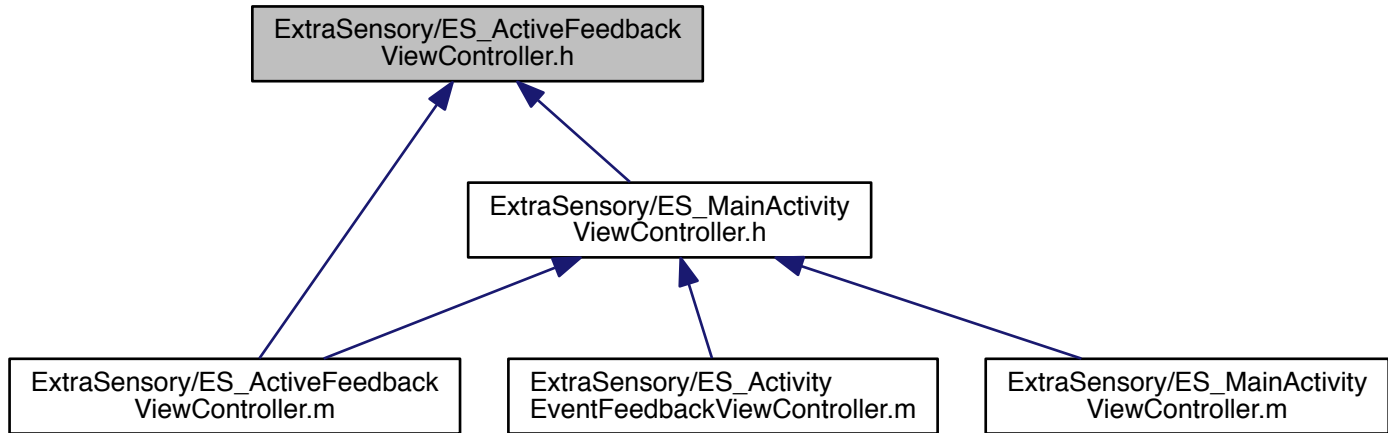 ExtraSensory/ES_ActiveFeedback
ViewController.h
ExtraSensory/ES_MainActivity
ViewController.h
ExtraSensory/ES_ActiveFeedback
ViewController.m
ExtraSensory/ES_Activity
EventFeedbackViewController.m
ExtraSensory/ES_MainActivity
ViewController.m